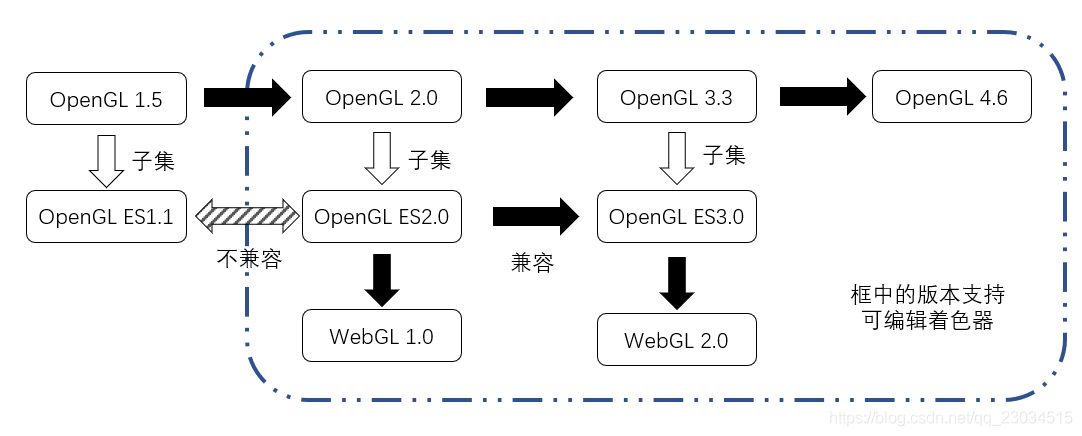 OpenGL 1.5
OpenGL 2.0
OpenGL 3.3
OpenGL 4.6
子集
子集
子集
OpenGL ES1.1
OpenGL ES2.0
OpenGL ES3.0
不兼容
兼容
框中的版本支持
可编辑着色器
WebGL 1.0
WebGL 2.0
https://blog.csdn.net/qq_23034515